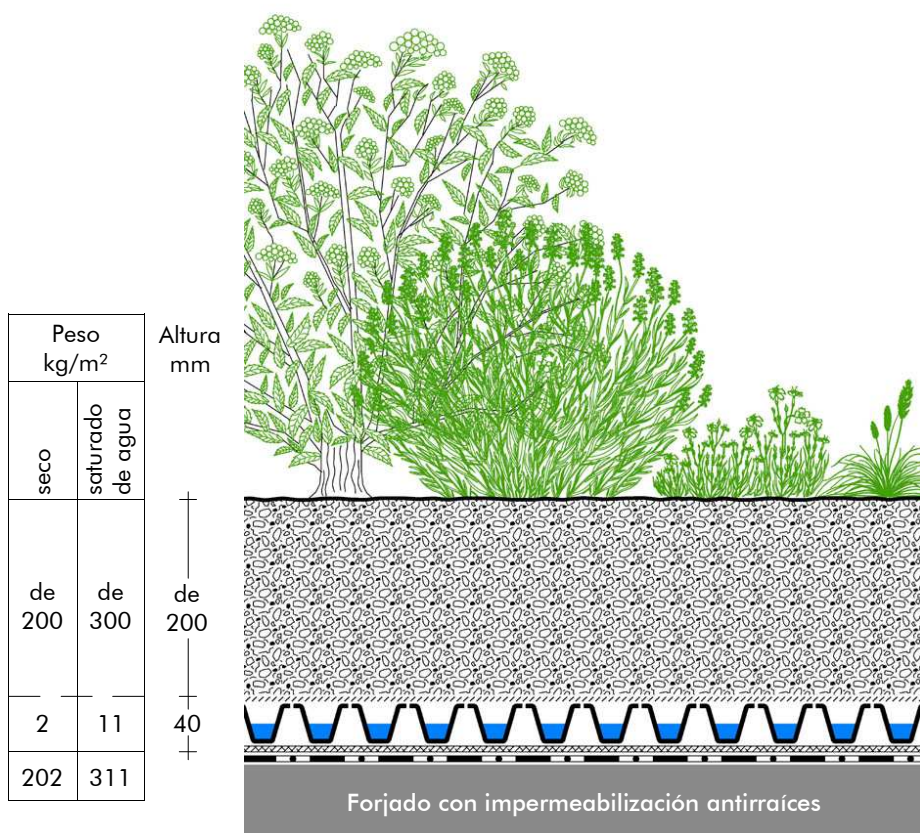 Peso
kg/m²
Altura
mm
seco
saturado
de agua
de
200
de
300
de
200
2
11
40
202
311
Forjado con impermeabilización antirraíces